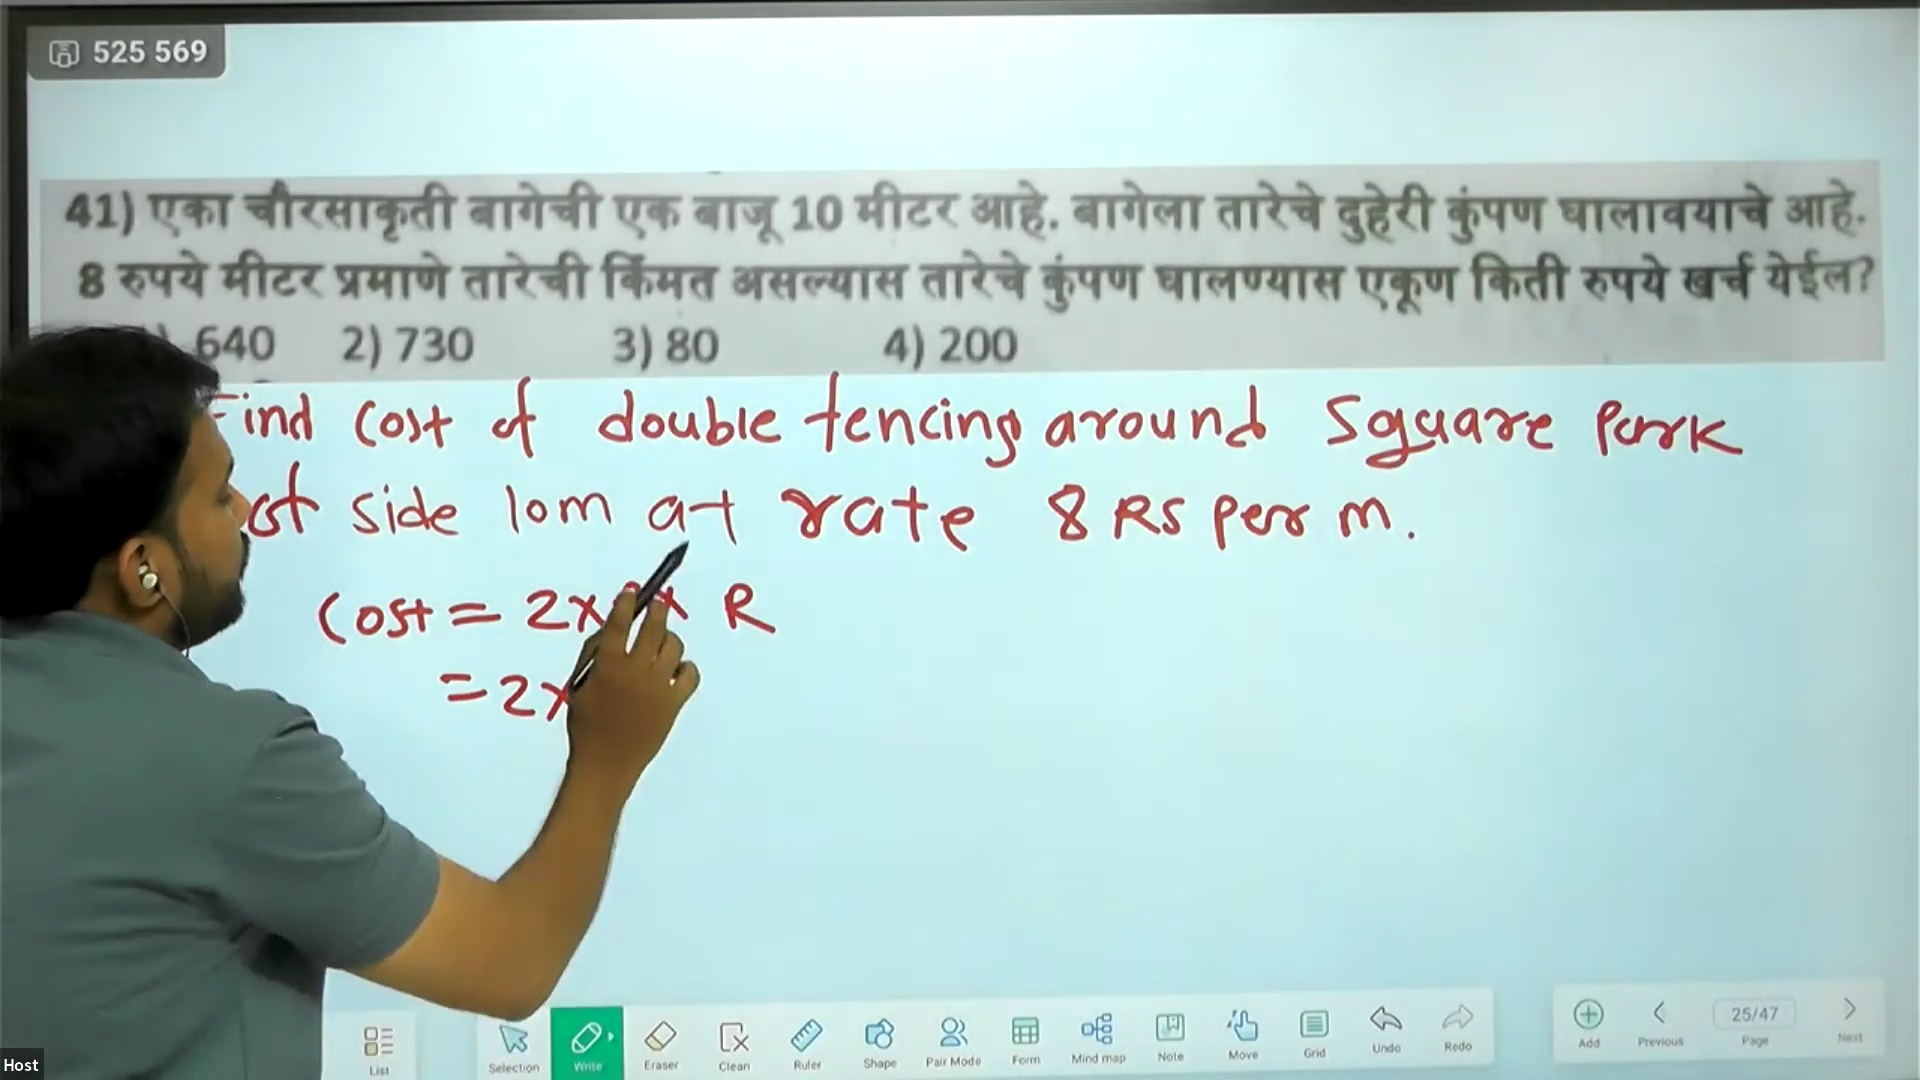 525 569
41) एका चौरसाकृती बागेची एक बाजू 10 मीटर आहे. बागेला तारेचे दुहेरी कुंपण घालावयाचे आहे.
8 रुपये मीटर प्रमाणे तारेची किंमत असल्यास तारेचे कुंपण घालण्यास एकूण किती रुपये खर्च येईल?
640 2) 730 3) 80 4) 200
Find cost of double fencing around Square Park
of side 10m at rate 8 RS per m.
Cost = 2x R
= 2x
List
Selection Write Eraser Clean Ruler Shape Pair Mode Form Mind map Note Move Grid Undo Redo
Add Previous 25/47 Page Next
Host